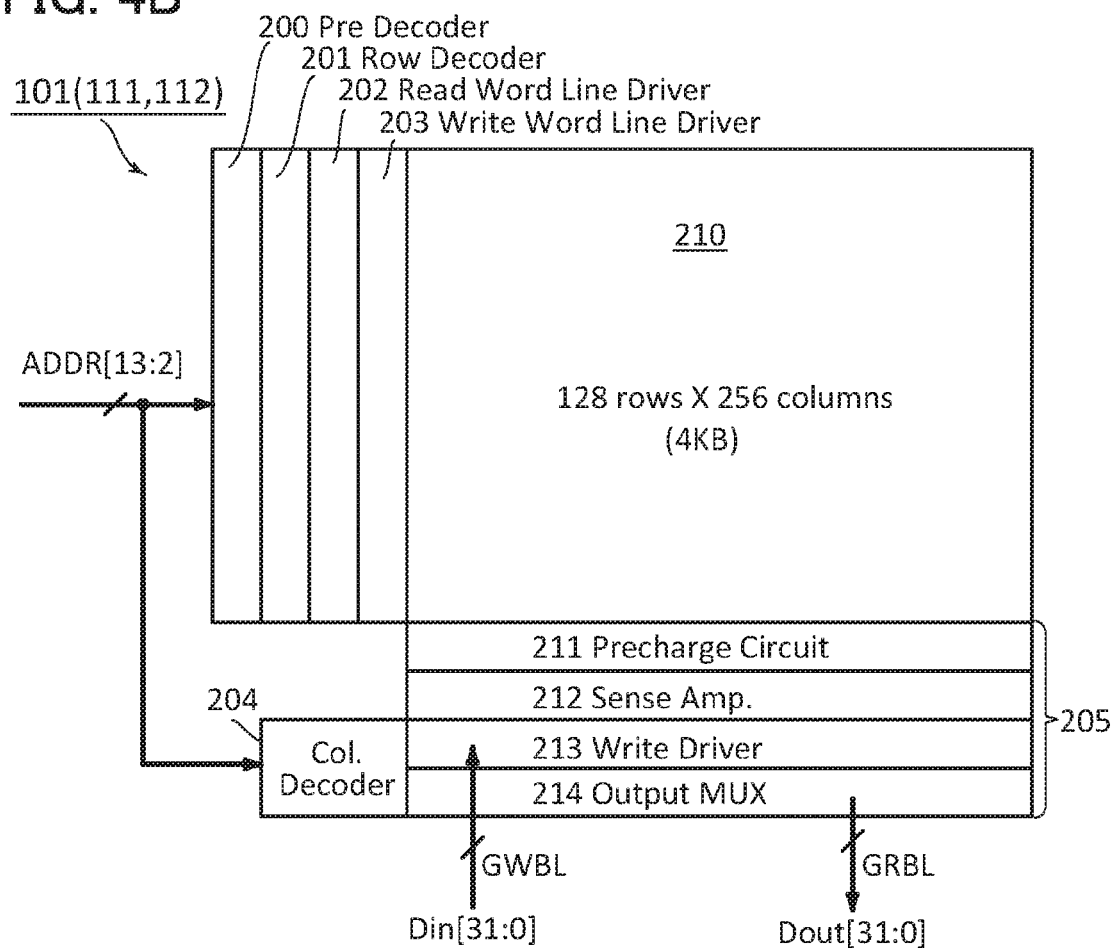 FIG. 4B
200 Pre Decoder
201 Row Decoder
101(111,112)
202 Read Word Line Driver
203 Write Word Line Driver
210
ADDR[13:2]
128 rows X 256 columns
(4KB)
211 Precharge Circuit
204
212 Sense Amp.
205
Col.
Decoder
213 Write Driver
214 Output MUX
GWBL
GRBL
Din[31:0]
Dout[31:0]